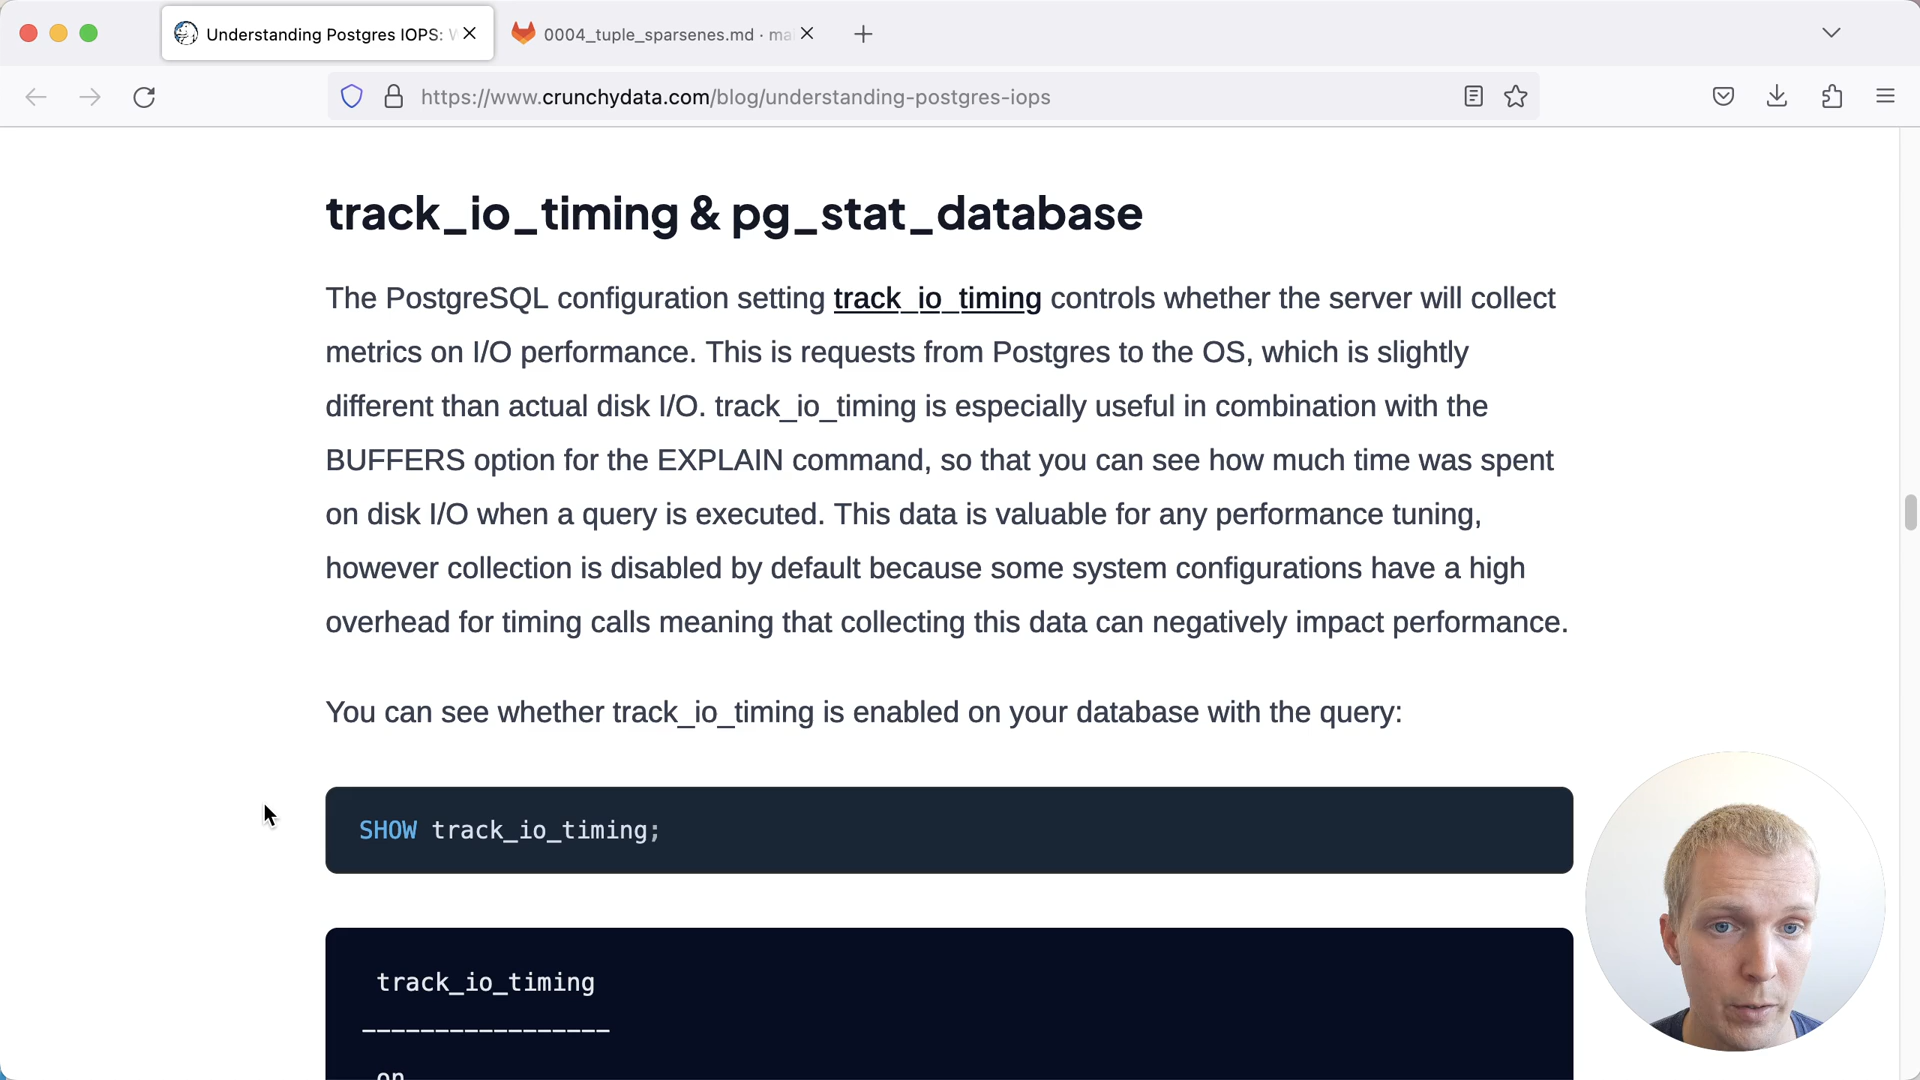 Understanding Postgres IOPS: W
0004_tuple_sparsenes.md · ma
https://www.crunchydata.com/blog/understanding-postgres-iops
track_io_timing & pg_stat_database
The PostgreSQL configuration setting track_io_timing controls whether the server will collect
metrics on I/O performance. This is requests from Postgres to the OS, which is slightly
different than actual disk I/O. track_io_timing is especially useful in combination with the
BUFFERS option for the EXPLAIN command, so that you can see how much time was spent
on disk I/O when a query is executed. This data is valuable for any performance tuning,
however collection is disabled by default because some system configurations have a high
overhead for timing calls meaning that collecting this data can negatively impact performance.
You can see whether track_io_timing is enabled on your database with the query:
SHOW track_io_timing;
track_io_timing
-----------------
on